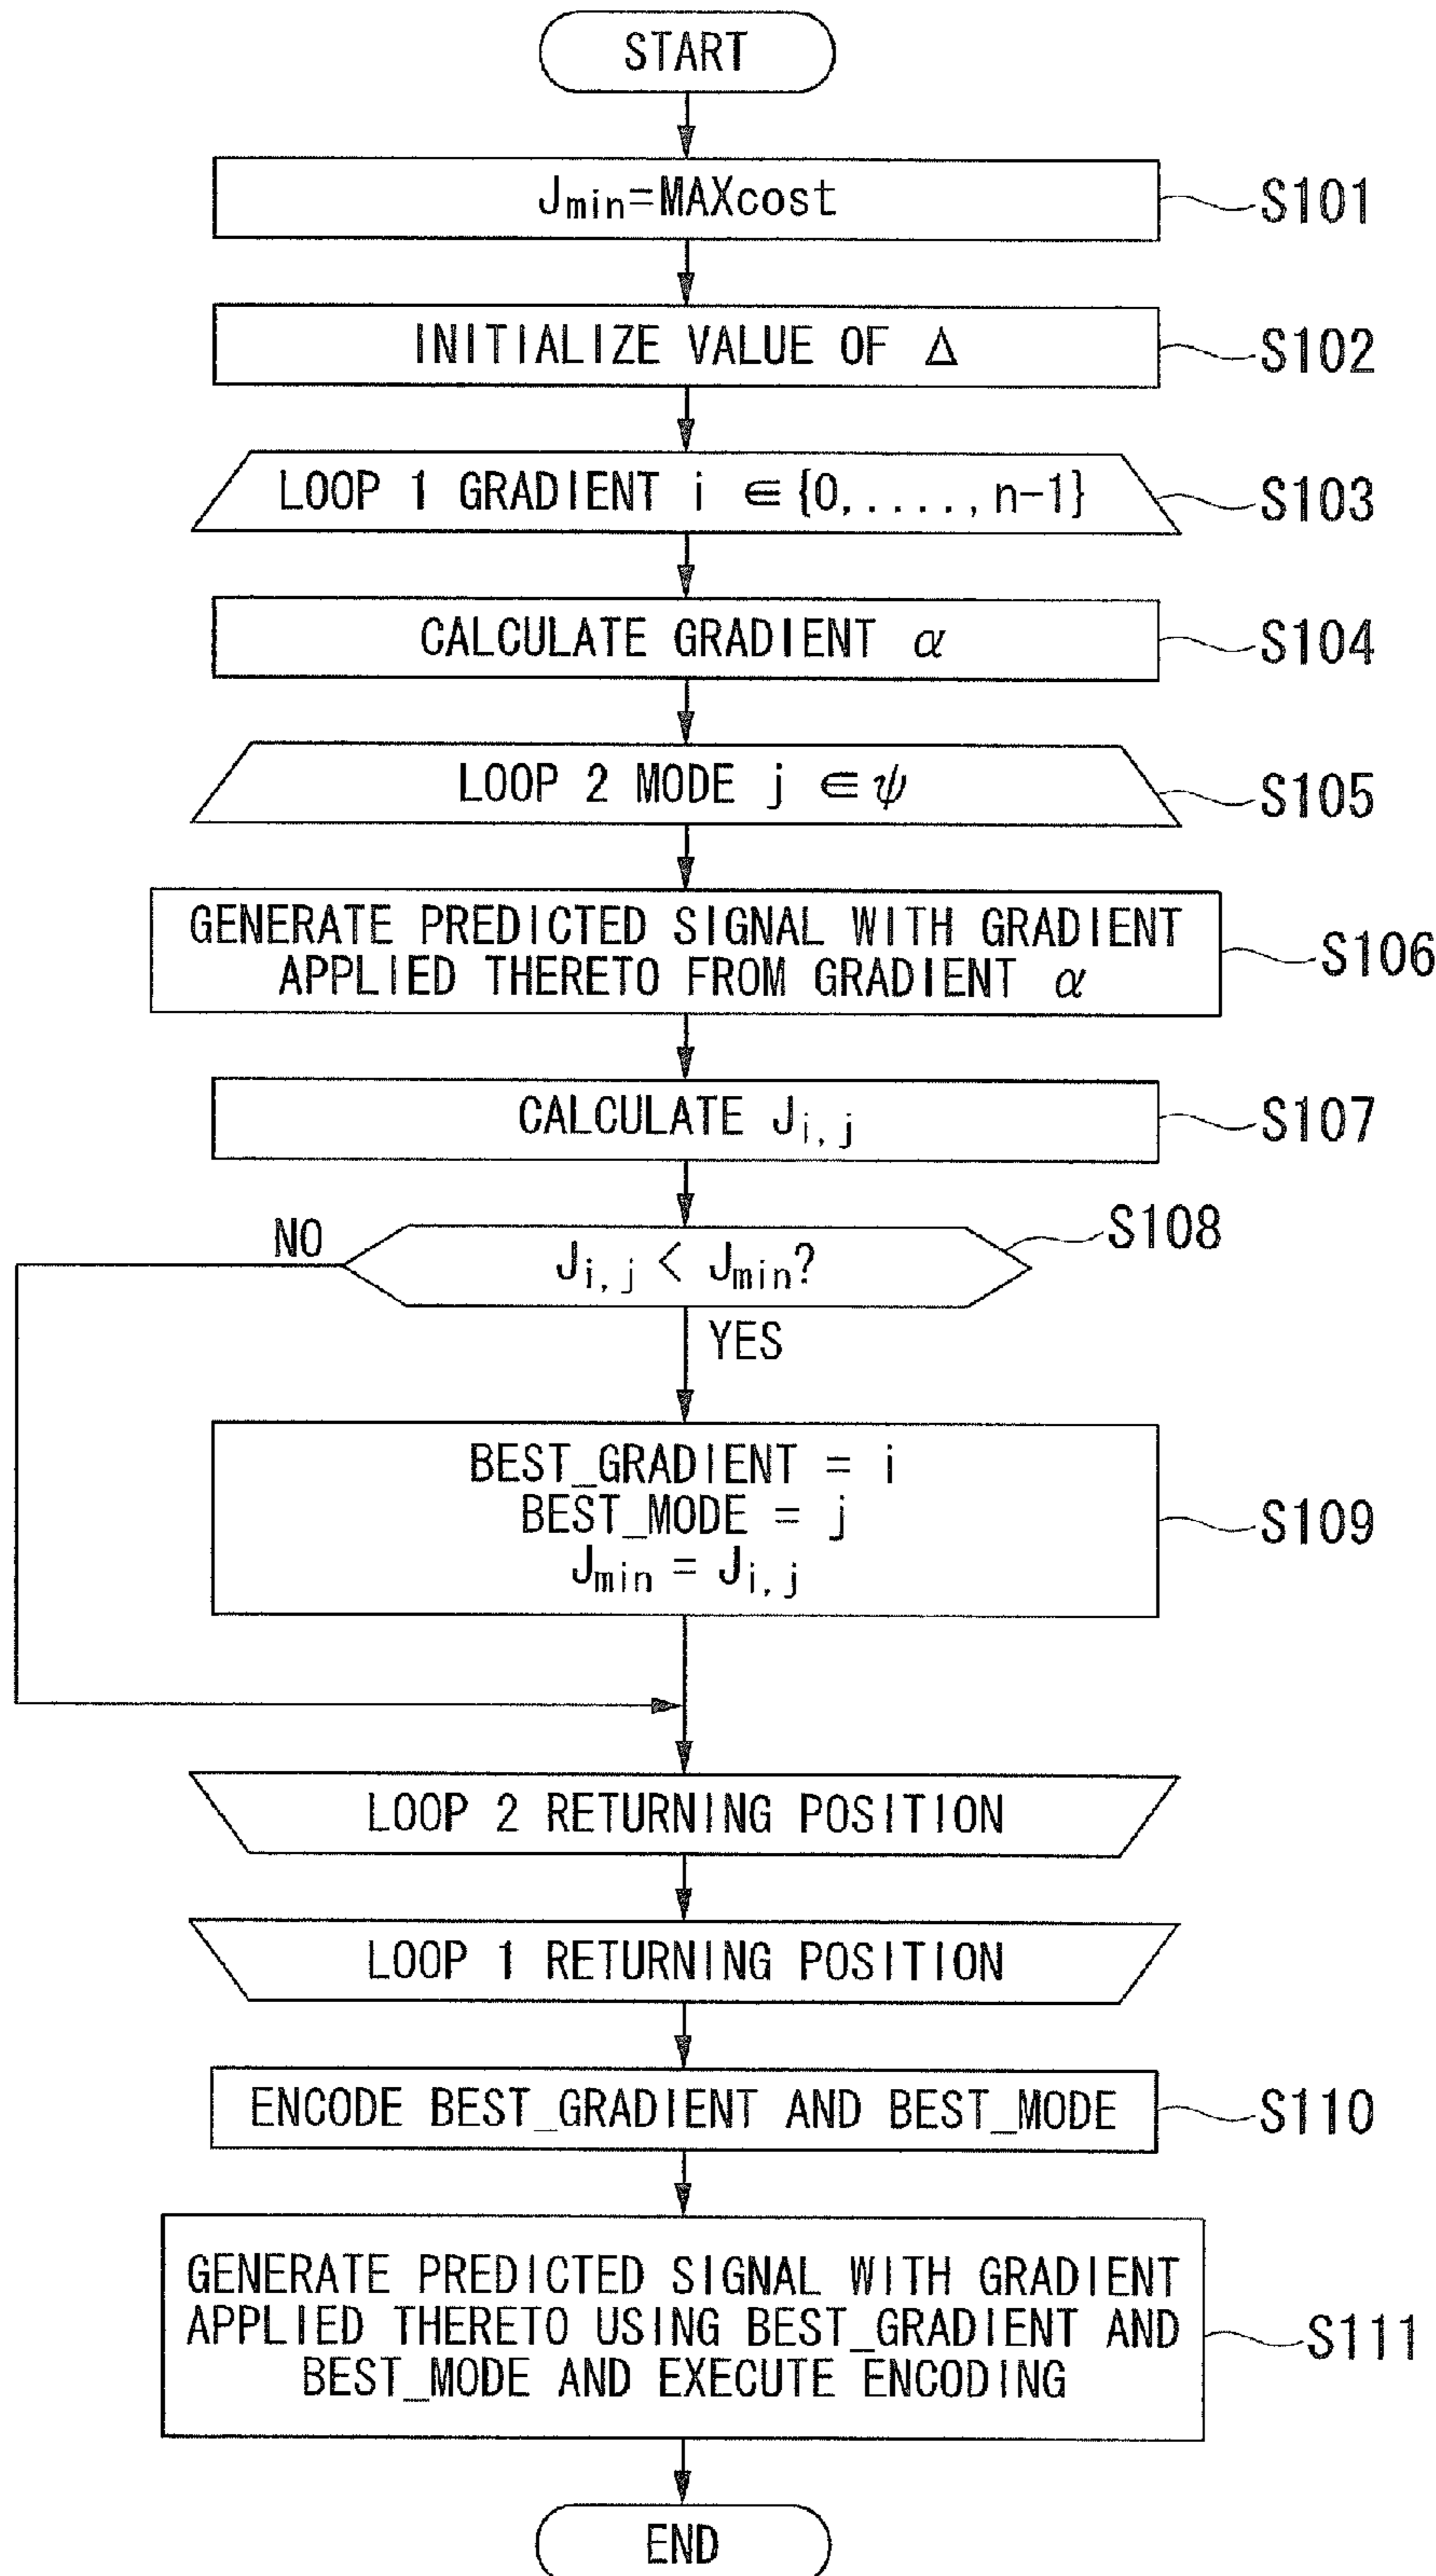 START
Jmin=MAXcost
S101
INITIALIZE VALUE OF Δ
S102
LOOP 1 GRADIENT i ∈ {0, ....., n-1}
S103
CALCULATE GRADIENT α
S104
LOOP 2 MODE j ∈ ψ
S105
GENERATE PREDICTED SIGNAL WITH GRADIENT
APPLIED THERETO FROM GRADIENT α
S106
CALCULATE Ji, j
S107
NO
Ji, j < Jmin?
S108
YES
BEST_GRADIENT = i
BEST_MODE = j
Jmin = Ji, j
S109
LOOP 2 RETURNING POSITION
LOOP 1 RETURNING POSITION
ENCODE BEST_GRADIENT AND BEST_MODE
S110
GENERATE PREDICTED SIGNAL WITH GRADIENT
APPLIED THERETO USING BEST_GRADIENT AND
BEST_MODE AND EXECUTE ENCODING
S111
END